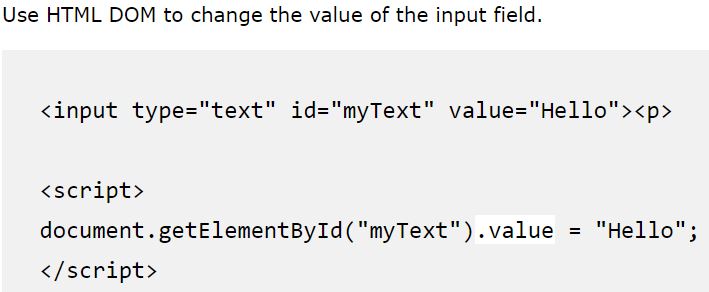 Use HTML DOM to change the value of the input field.
<input type="text" id="myText" value="Hello"><p>
<script>
document.getElementById("myText").value = "Hello";
</script>